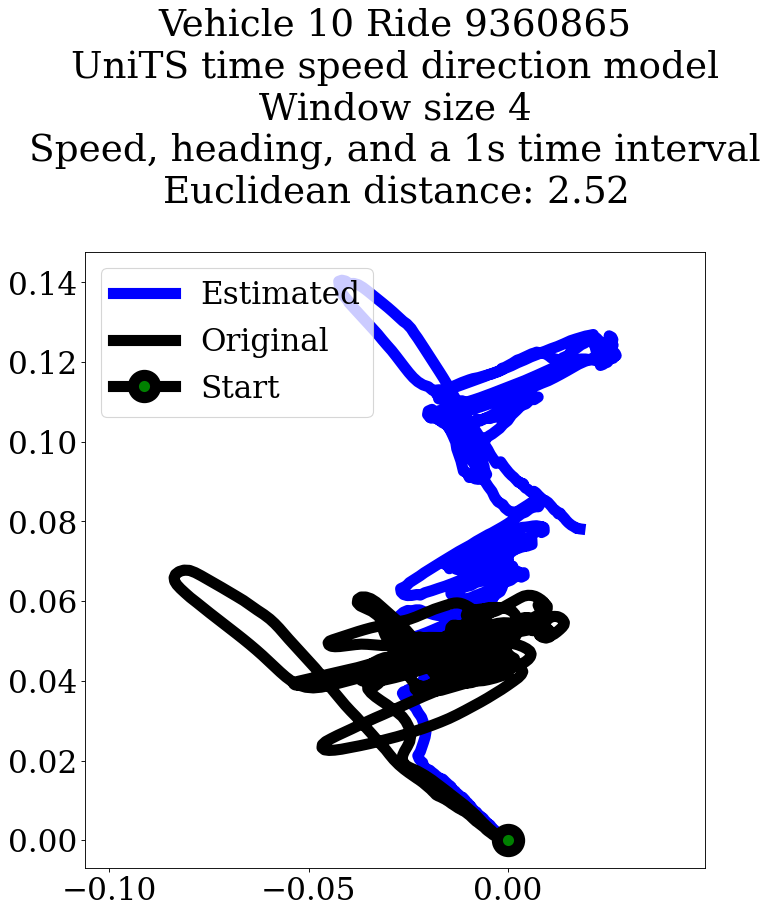 Vehicle 10 Ride 9360865
UniTS time speed direction model
Window size 4
Speed, heading, and a 1s time interval
Euclidean distance: 2.52
0.14
0.12
0.10
0.08
0.06
0.04
0.02
0.00
Estimated
Original
Start
−0.10
−0.05
0.00